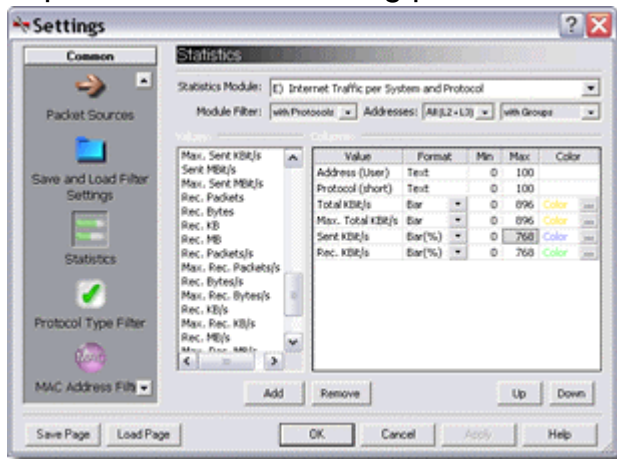 Settings
Common
Packet Sources
Save and Load Filter
Settings
Statistics
Protocol Type Filter
MAC Address Filt
Statistics
Statistics Module: E) Internet Traffic per System and Protocol
Module Filter: with Protocols Addresses: All(L2+L3) with Groups
Values Columns
Max. Sent KBit/s
Sent MBit/s
Max. Sent MBit/s
Rec. Packets
Rec. Bytes
Rec. KB
Rec. MB
Rec. Packets/s
Max. Rec. Packets/s
Rec. Bytes/s
Max. Rec. Bytes/s
Rec. KB/s
Max. Rec. KB/s
Rec. MB/s
Max. Rec. MB/s
Value Format Min Max Color
Address (User) Text 0 100
Protocol (short) Text 0 100
Total KBit/s Bar 0 896 Color ...
Max. Total KBit/s Bar 0 896 Color ...
Sent KBit/s Bar(%) 0 768 Color ...
Rec. KBit/s Bar(%) 0 768 Color ...
Add Remove Up Down
Save Page Load Page OK Cancel Apply Help